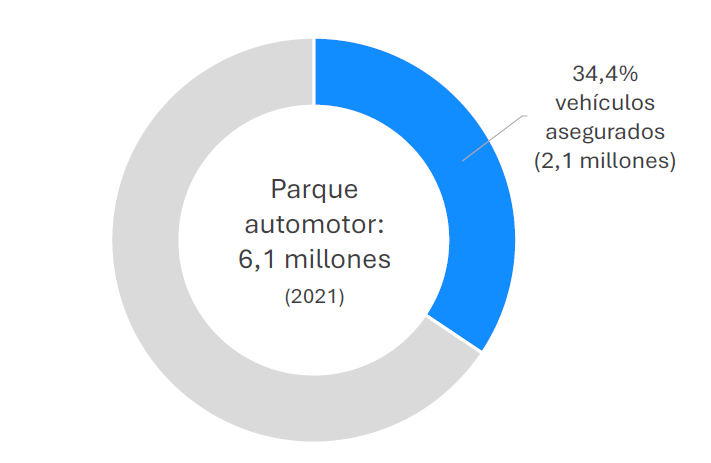 34,4%
vehículos
asegurados
(2,1 millones)
Parque
automotor:
6,1 millones
(2021)